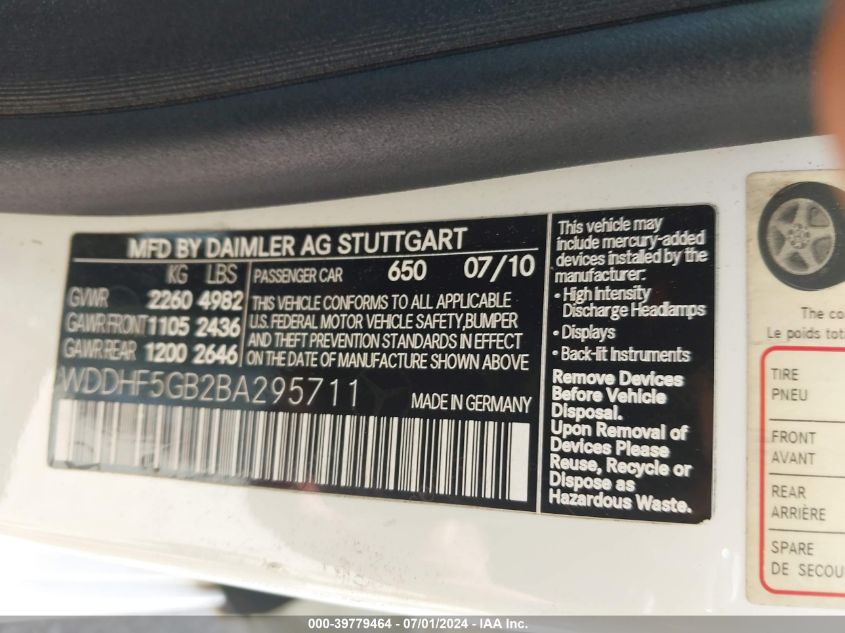 MFD BY DAIMLER AG STUTTGART
KG LBS
GVWR 2260 4982
GAWR FRONT 1105 2436
GAWR REAR 1200 2646
PASSENGER CAR 650 07/10
THIS VEHICLE CONFORMS TO ALL APPLICABLE
U.S. FEDERAL MOTOR VEHICLE SAFETY, BUMPER
AND THEFT PREVENTION STANDARDS IN EFFECT
ON THE DATE OF MANUFACTURE SHOWN ABOVE
WDDHF5GB2BA295711
MADE IN GERMANY
This vehicle may
include mercury-added
devices installed by the
manufacturer:
• High Intensity
Discharge Headlamps
• Displays
• Back-lit Instruments
Remove Devices
Before Vehicle
Disposal.
Upon Removal of
Devices Please
Reuse, Recycle or
Dispose as
Hazardous Waste.
The co
Le poids tot
TIRE
PNEU
FRONT
AVANT
REAR
ARRIÈRE
SPARE
DE SECOU
000-39779464 - 07/01/2024 - IAA Inc.